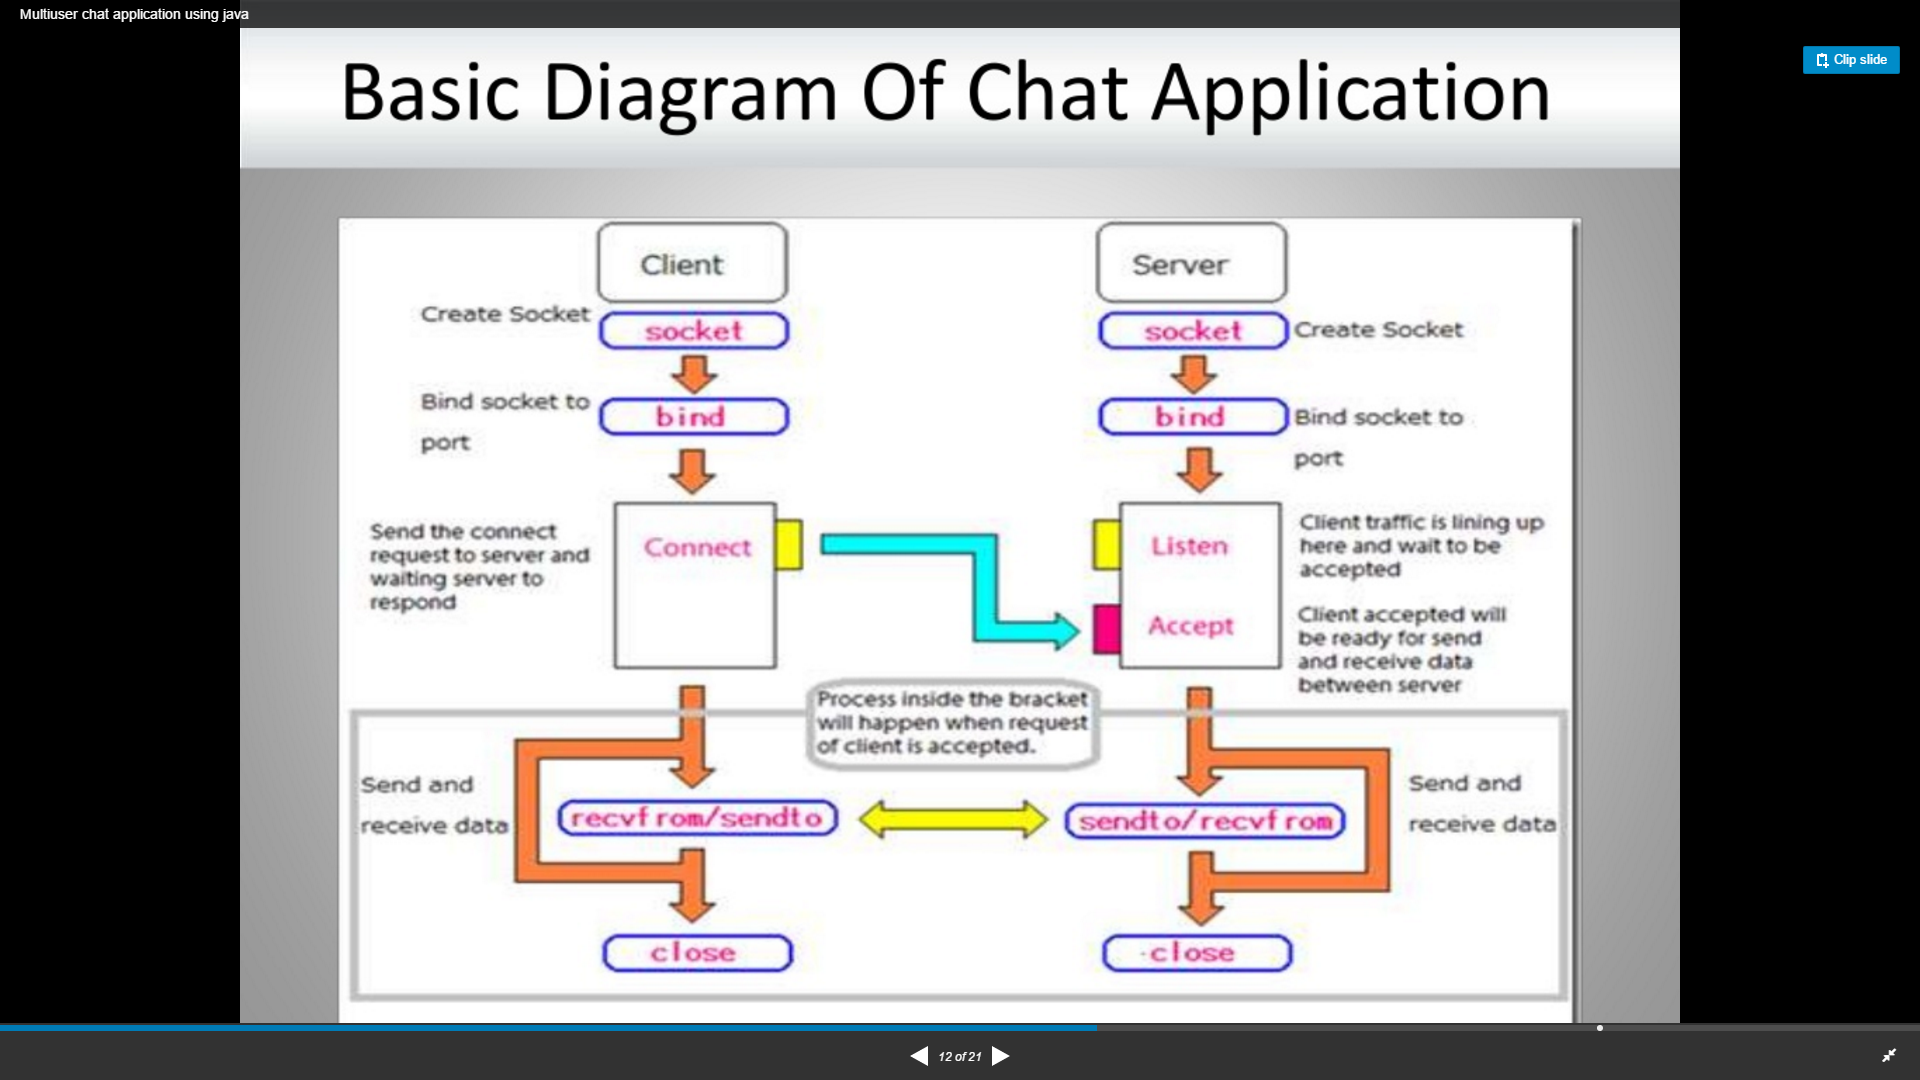 Multiuser chat application using java
Clip slide
Basic Diagram Of Chat Application
Client
Server
Create Socket
socket
socket
Create Socket
Bind socket to
port
bind
bind
Bind socket to
port
Send the connect
request to server and
waiting server to
respond
Connect
Listen
Accept
Client traffic is lining up
here and wait to be
accepted
Client accepted will
be ready for send
and receive data
between server
Process inside the bracket
will happen when request
of client is accepted.
Send and
receive data
recvfrom/sendto
sendto/recvfrom
Send and
receive data
close
close
12 of 21